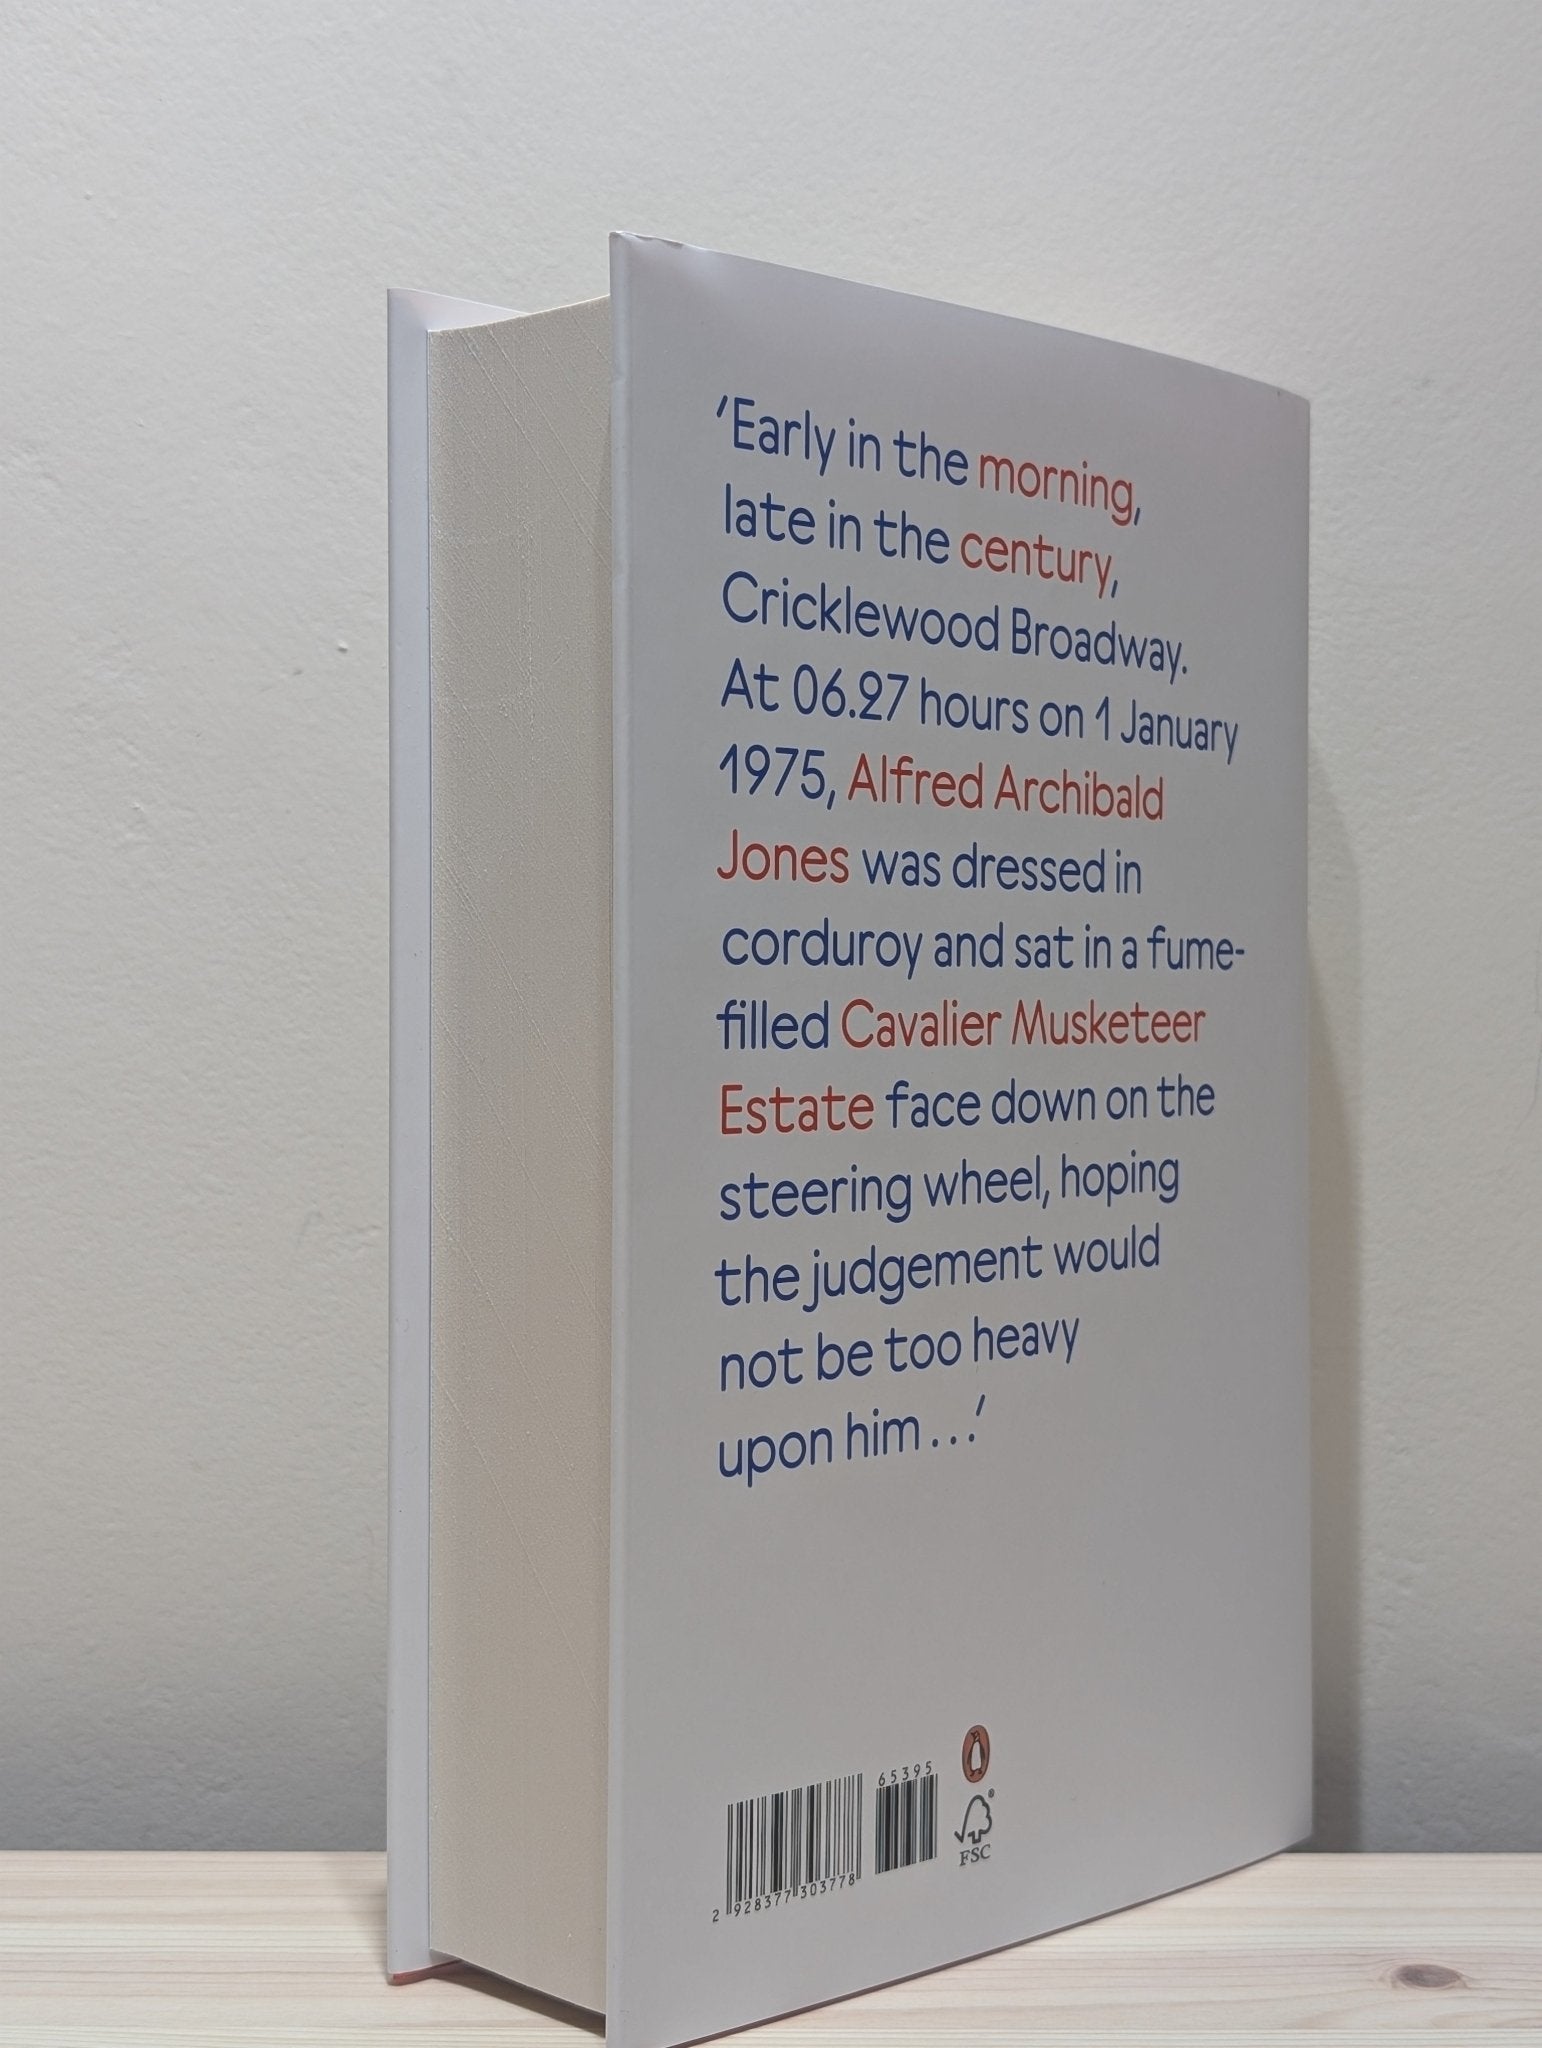 ‘Early in the morning,
late in the century,
Cricklewood Broadway.
At 06.27 hours on 1 January
1975, Alfred Archibald
Jones was dressed in
corduroy and sat in a fume-
filled Cavalier Musketeer
Estate face down on the
steering wheel, hoping
the judgement would
not be too heavy
upon him . . .’
65395
2 928377 303778
FSC®